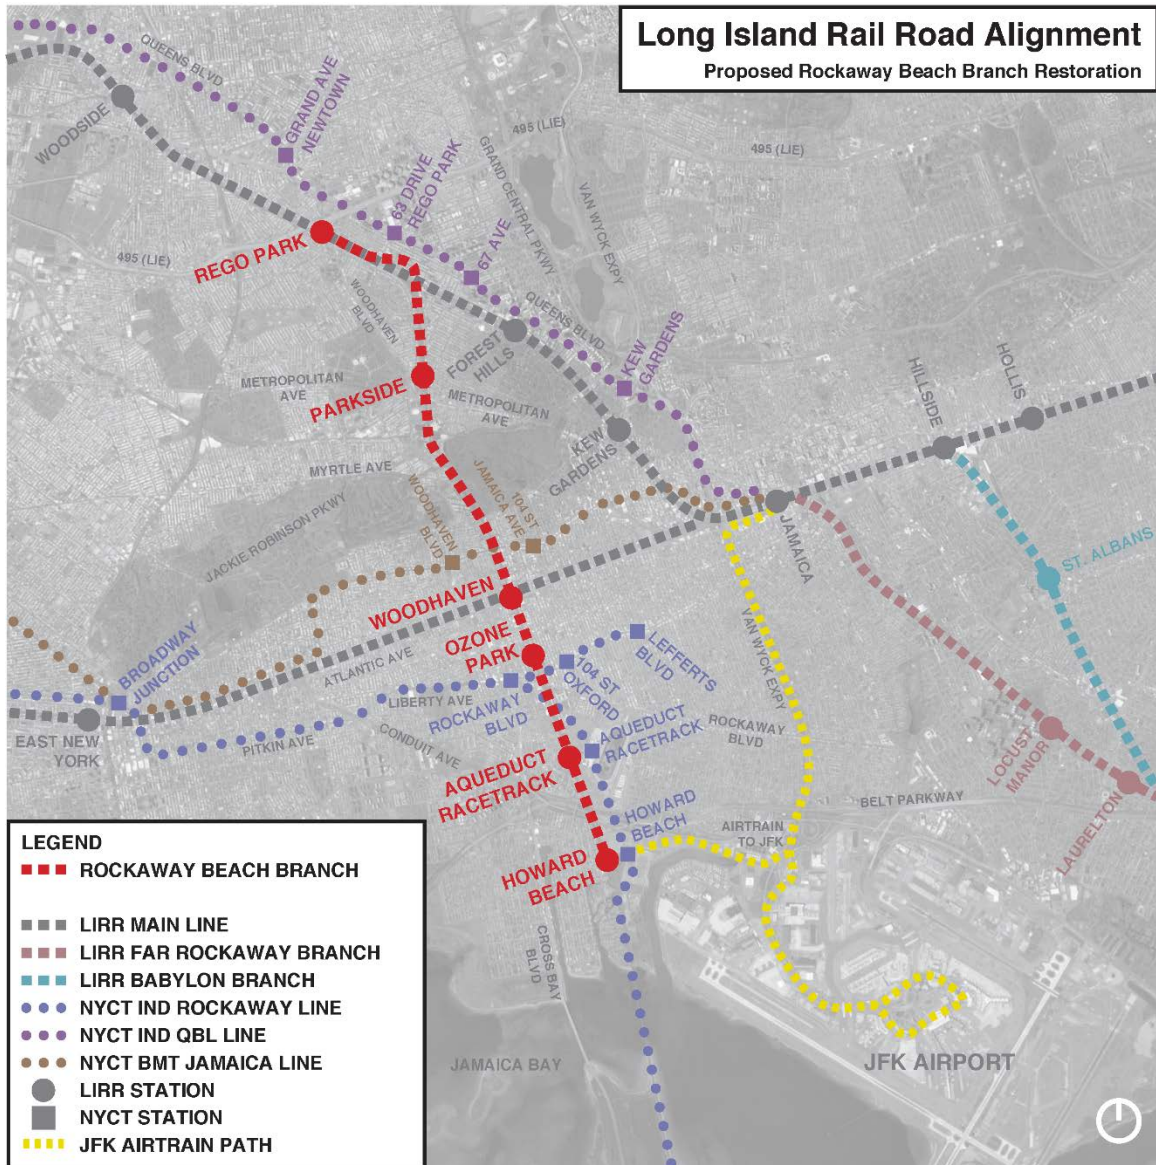 Long Island Rail Road Alignment
Proposed Rockaway Beach Branch Restoration
QUEENS BLVD
WOODSIDE
GRAND AVE
NEWTOWN
495 (LIE)
495 (LIE)
GRAND CENTRAL PKWY
VAN WYCK EXPY
63 DRIVE
REGO PARK
REGO PARK
495 (LIE)
67 AVE
WOODHAVEN
BLVD
QUEENS BLVD
FOREST
HILLS
KEW
GARDENS
HOLLIS
HILLSIDE
METROPOLITAN
AVE
PARKSIDE
METROPOLITAN
AVE
KEW
GARDENS
MYRTLE AVE
WOODHAVEN
BLVD
104 ST
JAMAICA AVE
JACKIE ROBINSON PKWY
JAMAICA
ST. ALBANS
WOODHAVEN
OZONE
PARK
ATLANTIC AVE
BROADWAY
JUNCTION
LEFFERTS
BLVD
VAN WYCK EXPY
104 ST
OXFORD
LIBERTY AVE
ROCKAWAY
BLVD
EAST NEW
YORK
PITKIN AVE
CONDUIT AVE
AQUEDUCT
RACETRACK
ROCKAWAY
BLVD
LOCUST
MANOR
AQUEDUCT
RACETRACK
HOWARD
BEACH
BELT PARKWAY
AIRTRAIN
TO JFK
LAURELTON
HOWARD
BEACH
CROSS BAY
BLVD
JAMAICA BAY
JFK AIRPORT
LEGEND
ROCKAWAY BEACH BRANCH
LIRR MAIN LINE
LIRR FAR ROCKAWAY BRANCH
LIRR BABYLON BRANCH
NYCT IND ROCKAWAY LINE
NYCT IND QBL LINE
NYCT BMT JAMAICA LINE
LIRR STATION
NYCT STATION
JFK AIRTRAIN PATH